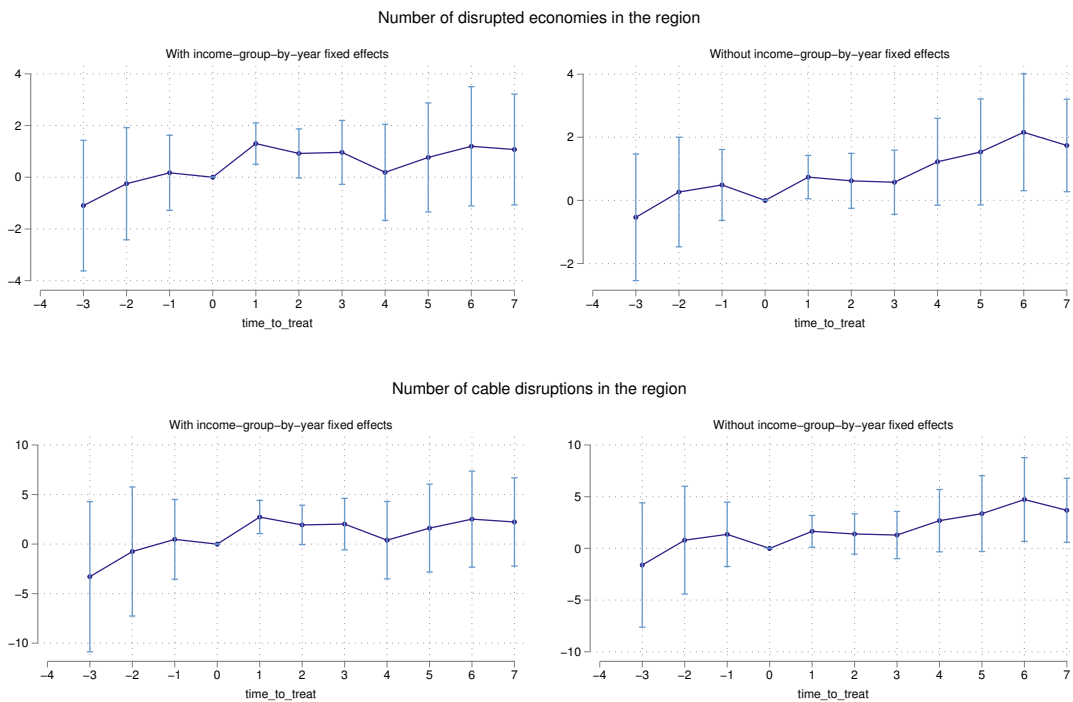 Number of disrupted economies in the region
With income−group−by−year fixed effects
4
2
0
−2
−4
−4 −3 −2 −1 0 1 2 3 4 5 6 7
time_to_treat
Without income−group−by−year fixed effects
4
2
0
−2
−4 −3 −2 −1 0 1 2 3 4 5 6 7
time_to_treat
Number of cable disruptions in the region
With income−group−by−year fixed effects
10
5
0
−5
−10
−4 −3 −2 −1 0 1 2 3 4 5 6 7
time_to_treat
Without income−group−by−year fixed effects
10
5
0
−5
−10
−4 −3 −2 −1 0 1 2 3 4 5 6 7
time_to_treat